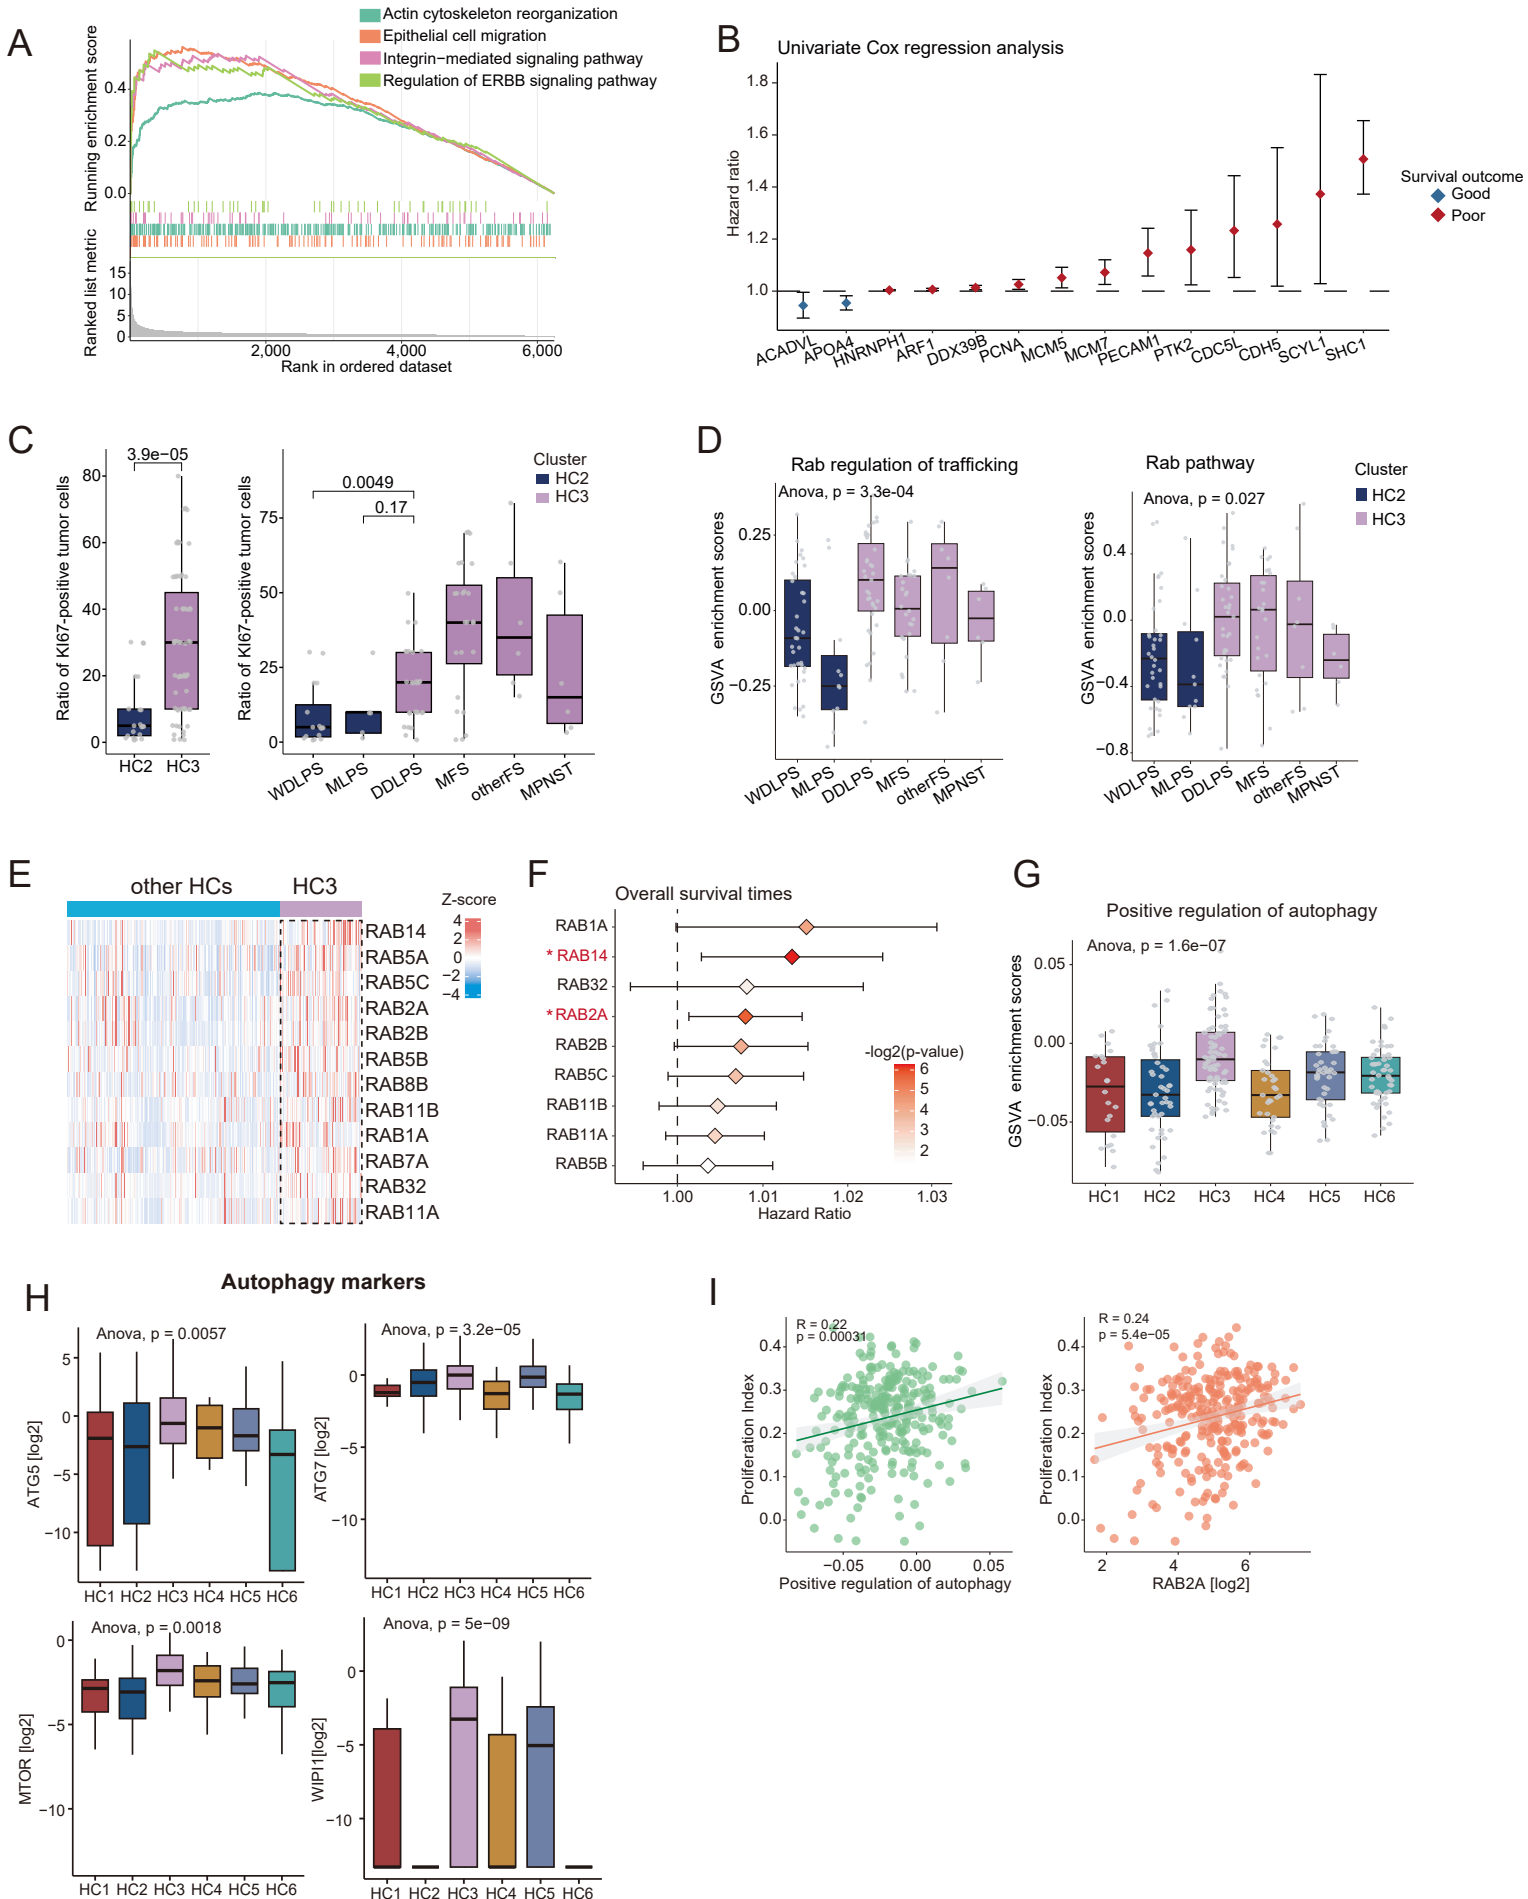 A
Actin cytoskeleton reorganization
Epithelial cell migration
Integrin−mediated signaling pathway
Regulation of ERBB signaling pathway
Running enrichment score
0.4
0.2
0.0
Ranked list metric
15
10
5
0
2,000
4,000
6,000
Rank in ordered dataset
B
Univariate Cox regression analysis
Hazard ratio
1.8
1.6
1.4
1.2
1.0
ACADVL
APOA4
HNRNPH1
ARF1
DDX39B
PCNA
MCM5
MCM7
PECAM1
PTK2
CDC5L
CDH5
SCYL1
SHC1
Survival outcome
Good
Poor
C
Ratio of KI67-positive tumor cells
80
60
40
20
0
3.9e−05
HC2
HC3
Ratio of KI67-positive tumor cells
75
50
25
0
0.0049
0.17
Cluster
HC2
HC3
WDLPS
MLPS
DDLPS
MFS
otherFS
MPNST
D
Rab regulation of trafficking
Anova, p = 3.3e-04
GSVA enrichment scores
0.25
0.00
−0.25
WDLPS
MLPS
DDLPS
MFS
otherFS
MPNST
Rab pathway
Anova, p = 0.027
GSVA enrichment scores
0.4
0.0
−0.4
−0.8
WDLPS
MLPS
DDLPS
MFS
otherFS
MPNST
Cluster
HC2
HC3
E
other HCs
HC3
RAB14
RAB5A
RAB5C
RAB2A
RAB2B
RAB5B
RAB8B
RAB11B
RAB1A
RAB7A
RAB32
RAB11A
Z-score
4
2
0
−2
−4
F
Overall survival times
RAB1A
* RAB14
RAB32
* RAB2A
RAB2B
RAB5C
RAB11B
RAB11A
RAB5B
1.00
1.01
1.02
1.03
Hazard Ratio
-log2(p-value)
6
5
4
3
2
G
Positive regulation of autophagy
Anova, p = 1.6e−07
GSVA enrichment scores
0.05
0.00
−0.05
HC1
HC2
HC3
HC4
HC5
HC6
H
Autophagy markers
Anova, p = 0.0057
ATG5 [log2]
5
0
−5
−10
HC1
HC2
HC3
HC4
HC5
HC6
Anova, p = 3.2e−05
ATG7 [log2]
0
−5
−10
HC1
HC2
HC3
HC4
HC5
HC6
Anova, p = 0.0018
MTOR [log2]
0
−5
−10
HC1
HC2
HC3
HC4
HC5
HC6
Anova, p = 5e−09
WIPI1[log2]
0
−5
−10
HC1
HC2
HC3
HC4
HC5
HC6
I
R = 0.22
p = 0.00031
Proliferation Index
0.4
0.3
0.2
0.1
0.0
−0.05
0.00
0.05
Positive regulation of autophagy
R = 0.24
p = 5.4e−05
Proliferation Index
0.4
0.3
0.2
0.1
0.0
2
4
6
RAB2A [log2]